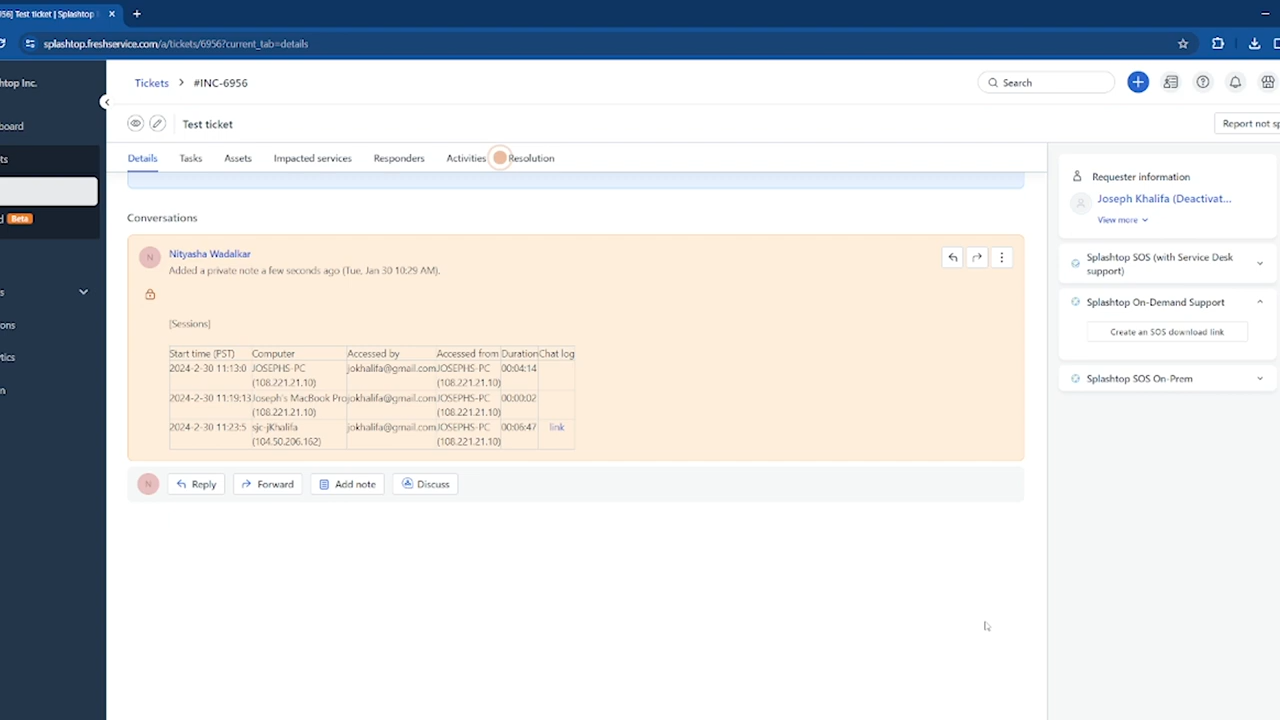 956] Test ticket | Splashtop
splashtop.freshservice.com/a/tickets/6956?current_tab=details
htop Inc.
Tickets > #INC-6956
Search
oard
Test ticket
Report not sp
ts
Details Tasks Assets Impacted services Responders Activities Resolution
Requester information
Joseph Khalifa (Deactivat...
View more
d Beta
Conversations
Nityasha Wadalkar
Added a private note a few seconds ago (Tue, Jan 30 10:29 AM).
Splashtop SOS (with Service Desk
support)
s
Splashtop On-Demand Support
Create an SOS download link
ons
[Sessions]
tics
Start time (PST) Computer Accessed by Accessed from Duration Chat log
2024-2-30 11:13:0 JOSEPHS-PC jokhalifa@gmail.com JOSEPHS-PC 00:04:14
(108.221.21.10) (108.221.21.10)
Splashtop SOS On-Prem
n
2024-2-30 11:19:13 Joseph's MacBook Pro jokhalifa@gmail.com JOSEPHS-PC 00:00:02
(108.221.21.10) (108.221.21.10)
2024-2-30 11:23:5 sjc-jKhalifa jokhalifa@gmail.com JOSEPHS-PC 00:06:47 link
(104.50.206.162) (108.221.21.10)
N
N Reply Forward Add note Discuss